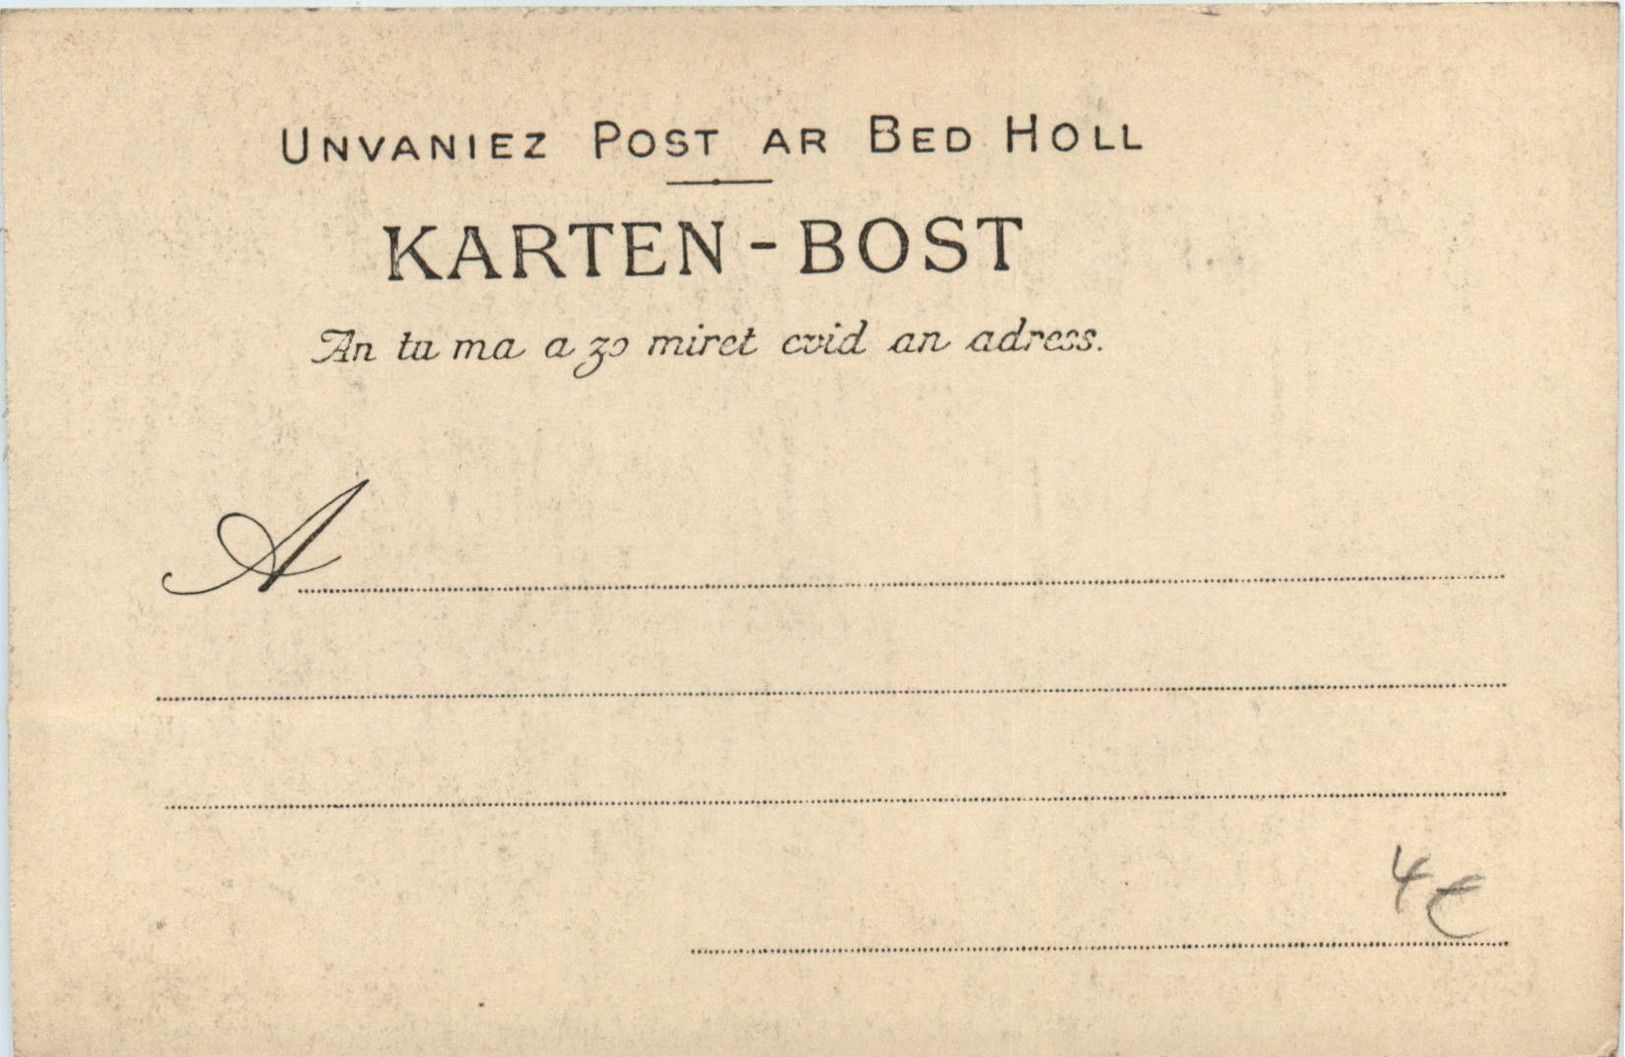 UNVANIEZ POST AR BED HOLL
KARTEN-BOST
An tu ma a zo miret evid an adress.
A
4€